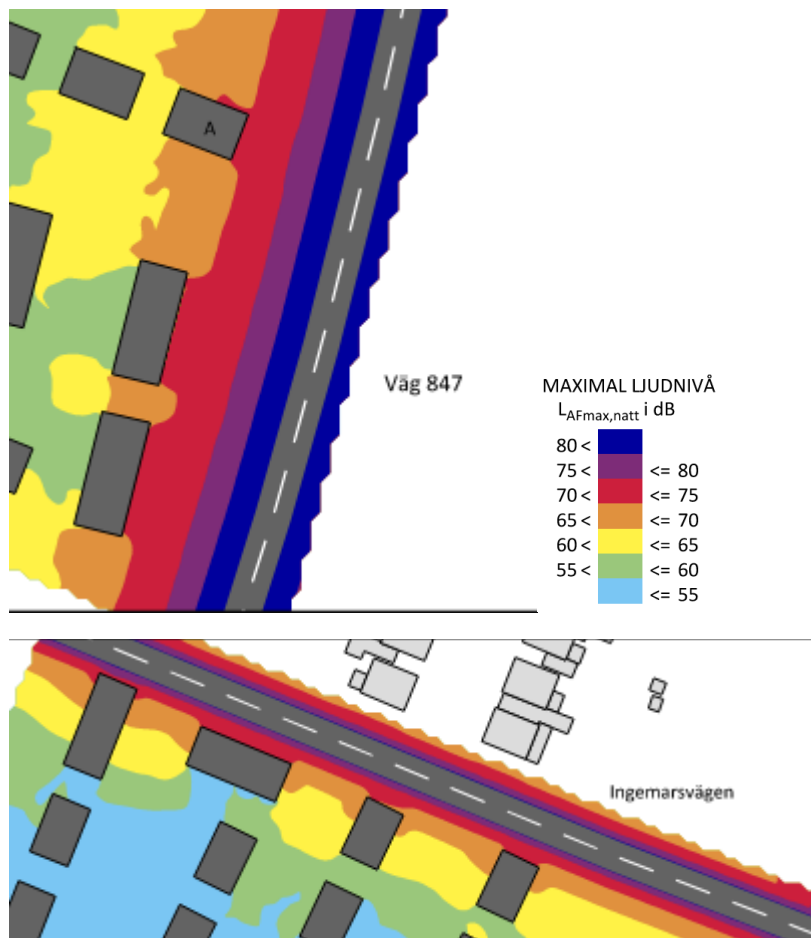 A
Väg 847
MAXIMAL LJUDNIVÅ
LAFmax,natt i dB
80 <
75 < <= 80
70 < <= 75
65 < <= 70
60 < <= 65
55 < <= 60
<= 55
Ingemarsvägen